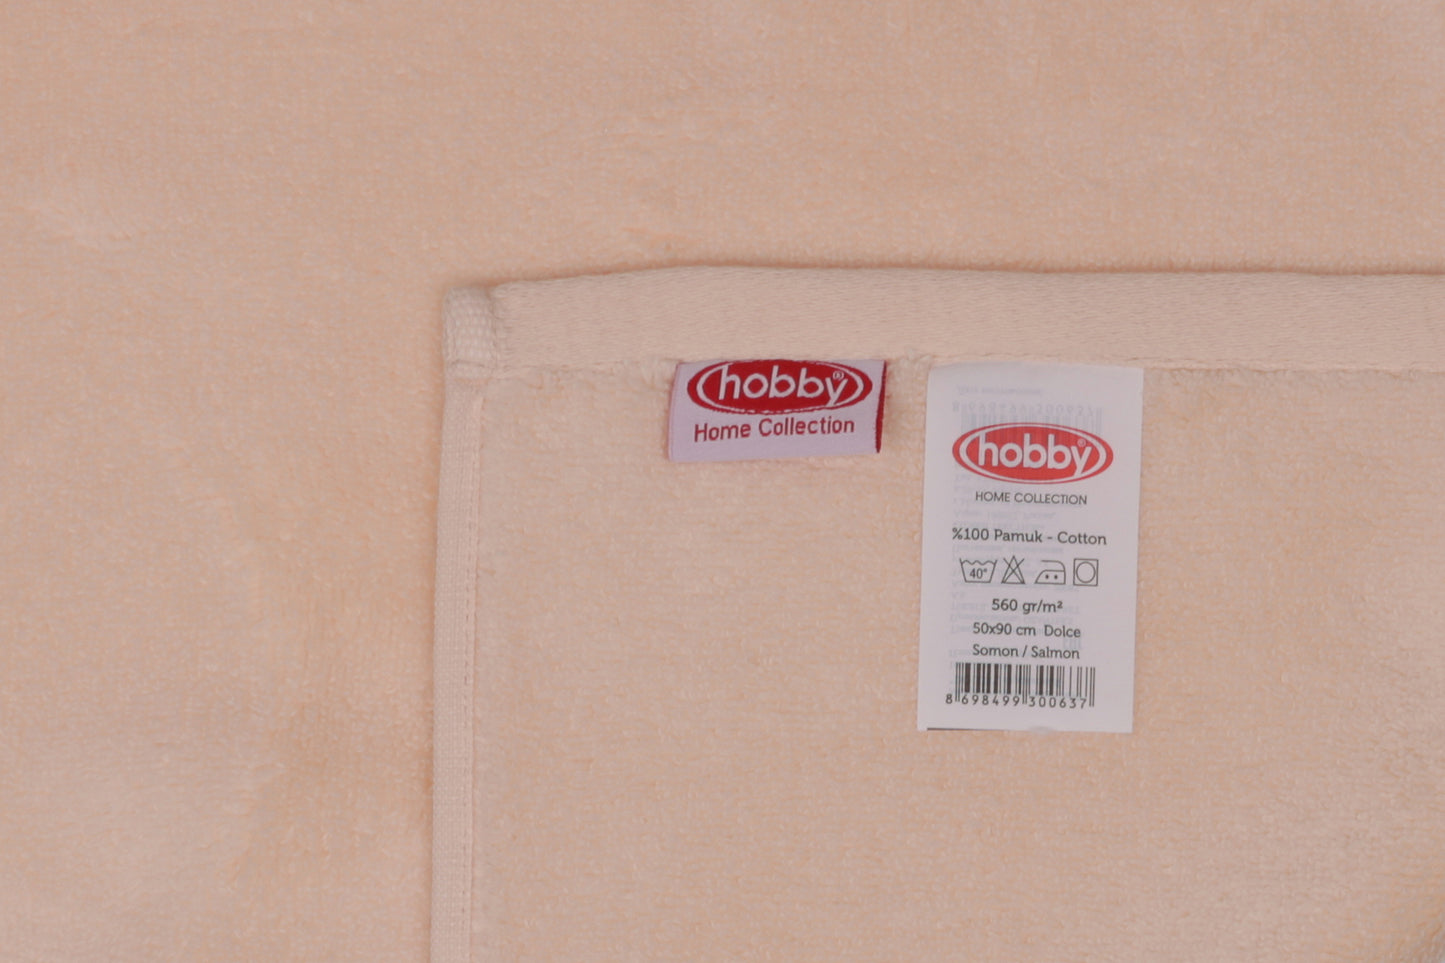 hobby®
Home Collection
hobby®
HOME COLLECTION
%100 Pamuk - Cotton
40°
560 gr/m²
50x90 cm Dolce
Somon / Salmon
8 698499 300637